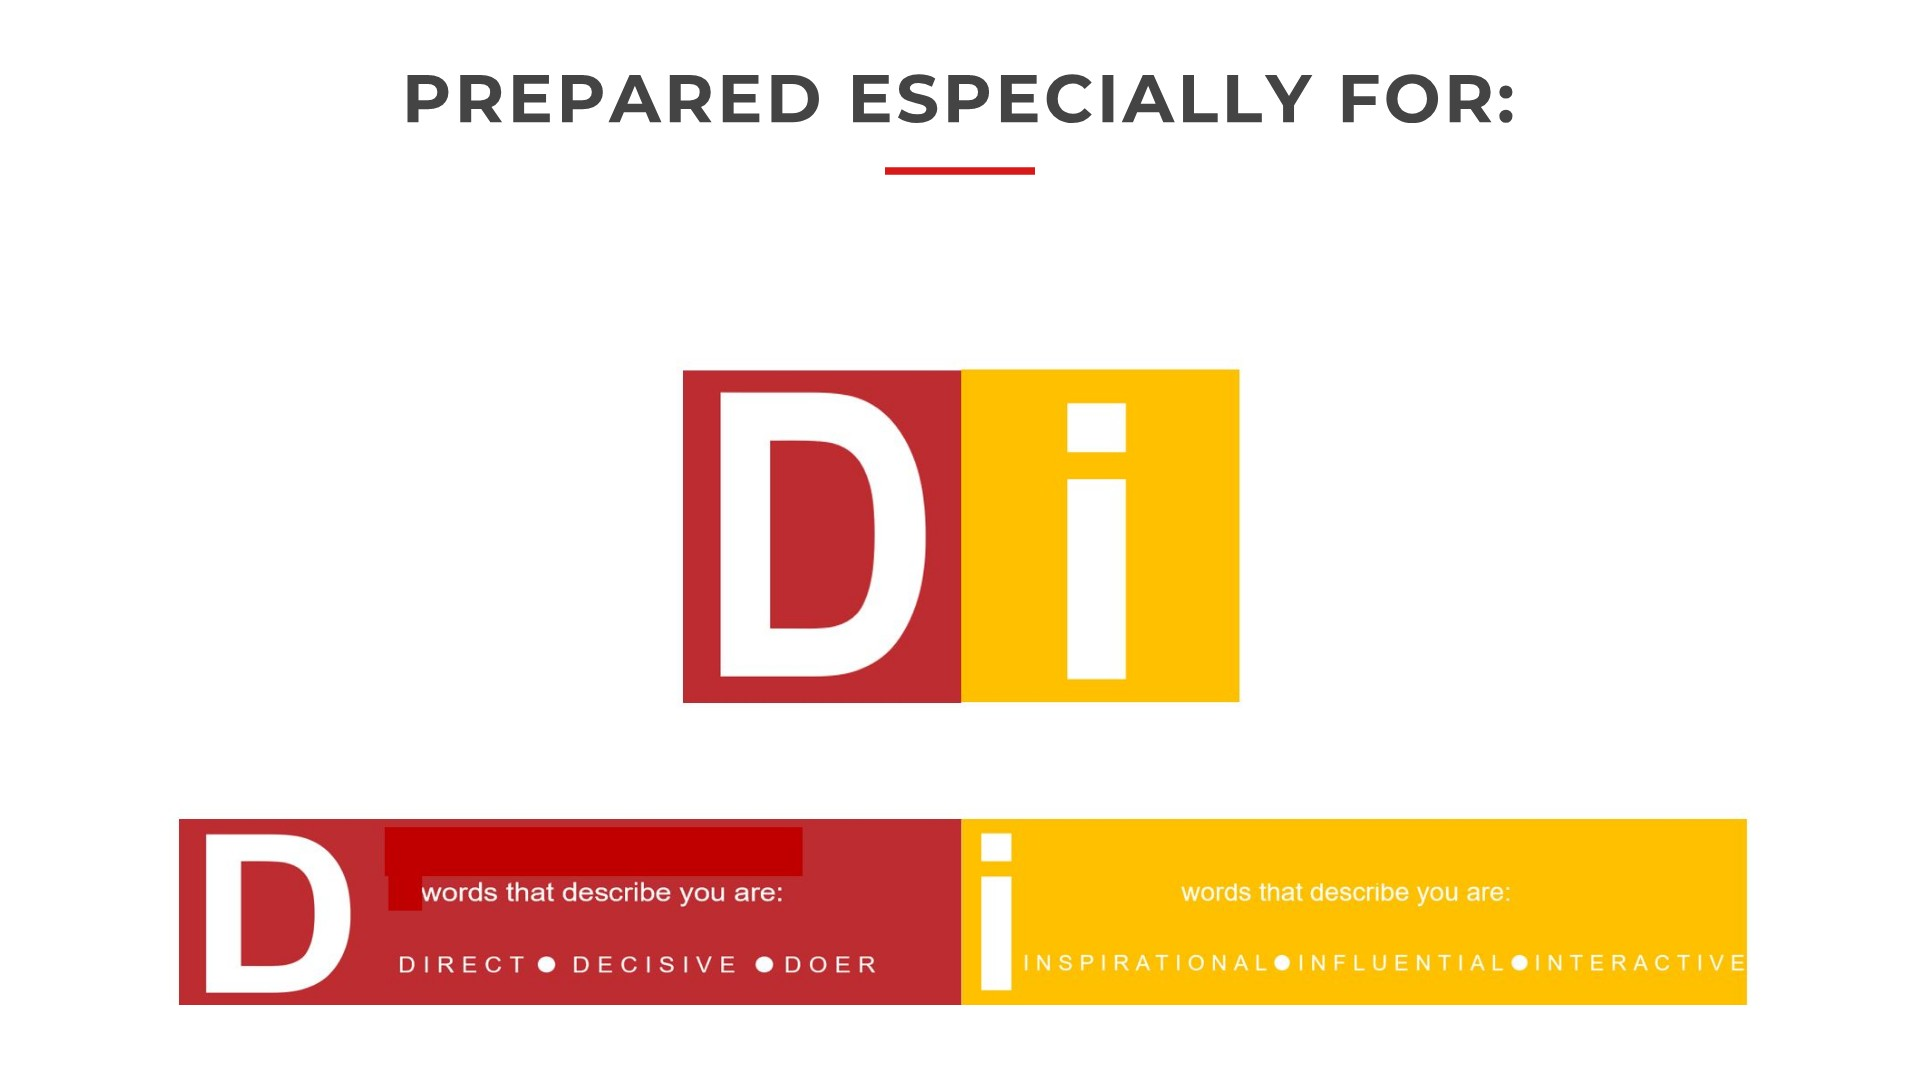 PREPARED ESPECIALLY FOR:
D i
D
words that describe you are:
DIRECT ● DECISIVE ● DOER
i
words that describe you are:
INSPIRATIONAL●INFLUENTIAL●INTERACTIVE